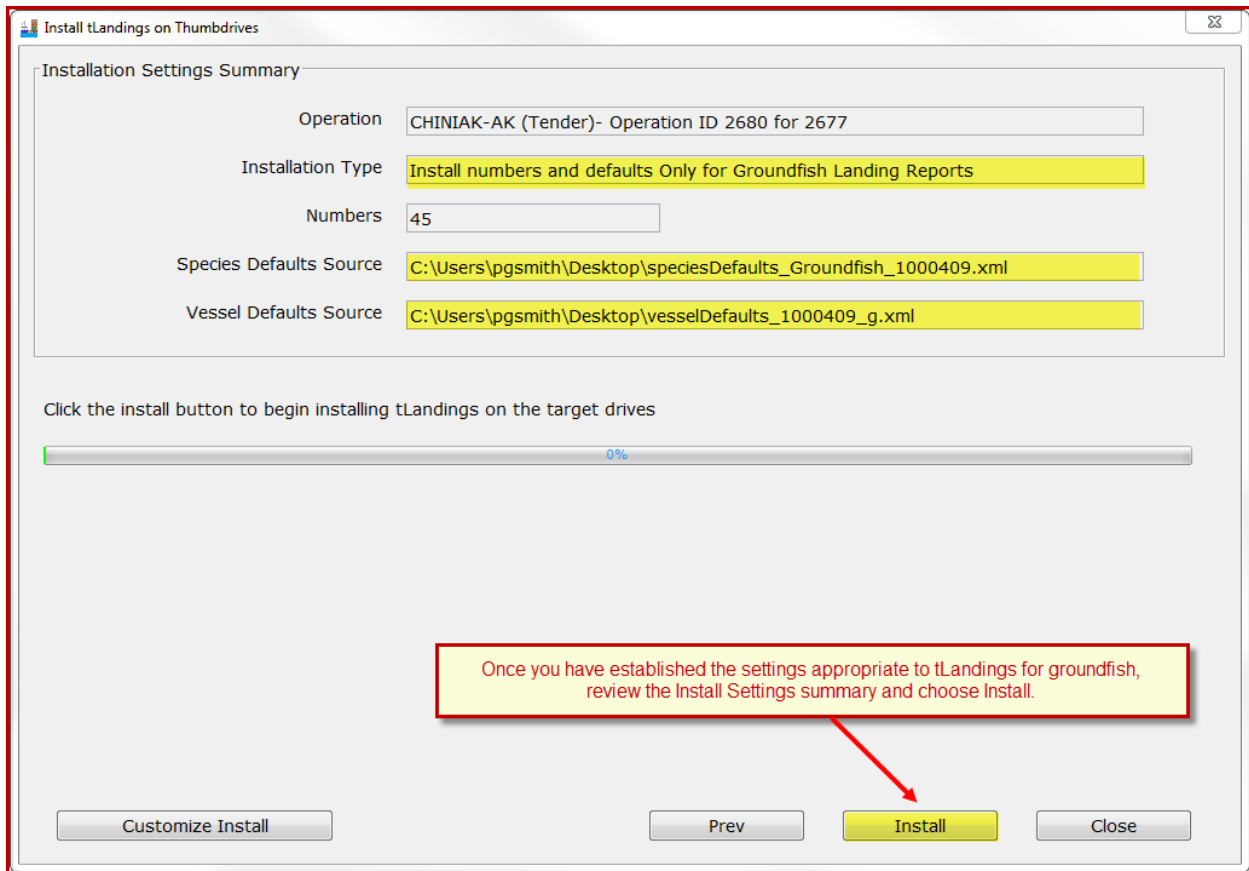 Install tLandings on Thumbdrives
Installation Settings Summary
Operation CHINIAK-AK (Tender)- Operation ID 2680 for 2677
Installation Type Install numbers and defaults Only for Groundfish Landing Reports
Numbers 45
Species Defaults Source C:\Users\pgsmith\Desktop\speciesDefaults_Groundfish_1000409.xml
Vessel Defaults Source C:\Users\pgsmith\Desktop\vesselDefaults_1000409_g.xml
Click the install button to begin installing tLandings on the target drives
0%
Once you have established the settings appropriate to tLandings for groundfish,
review the Install Settings summary and choose Install.
Customize Install Prev Install Close